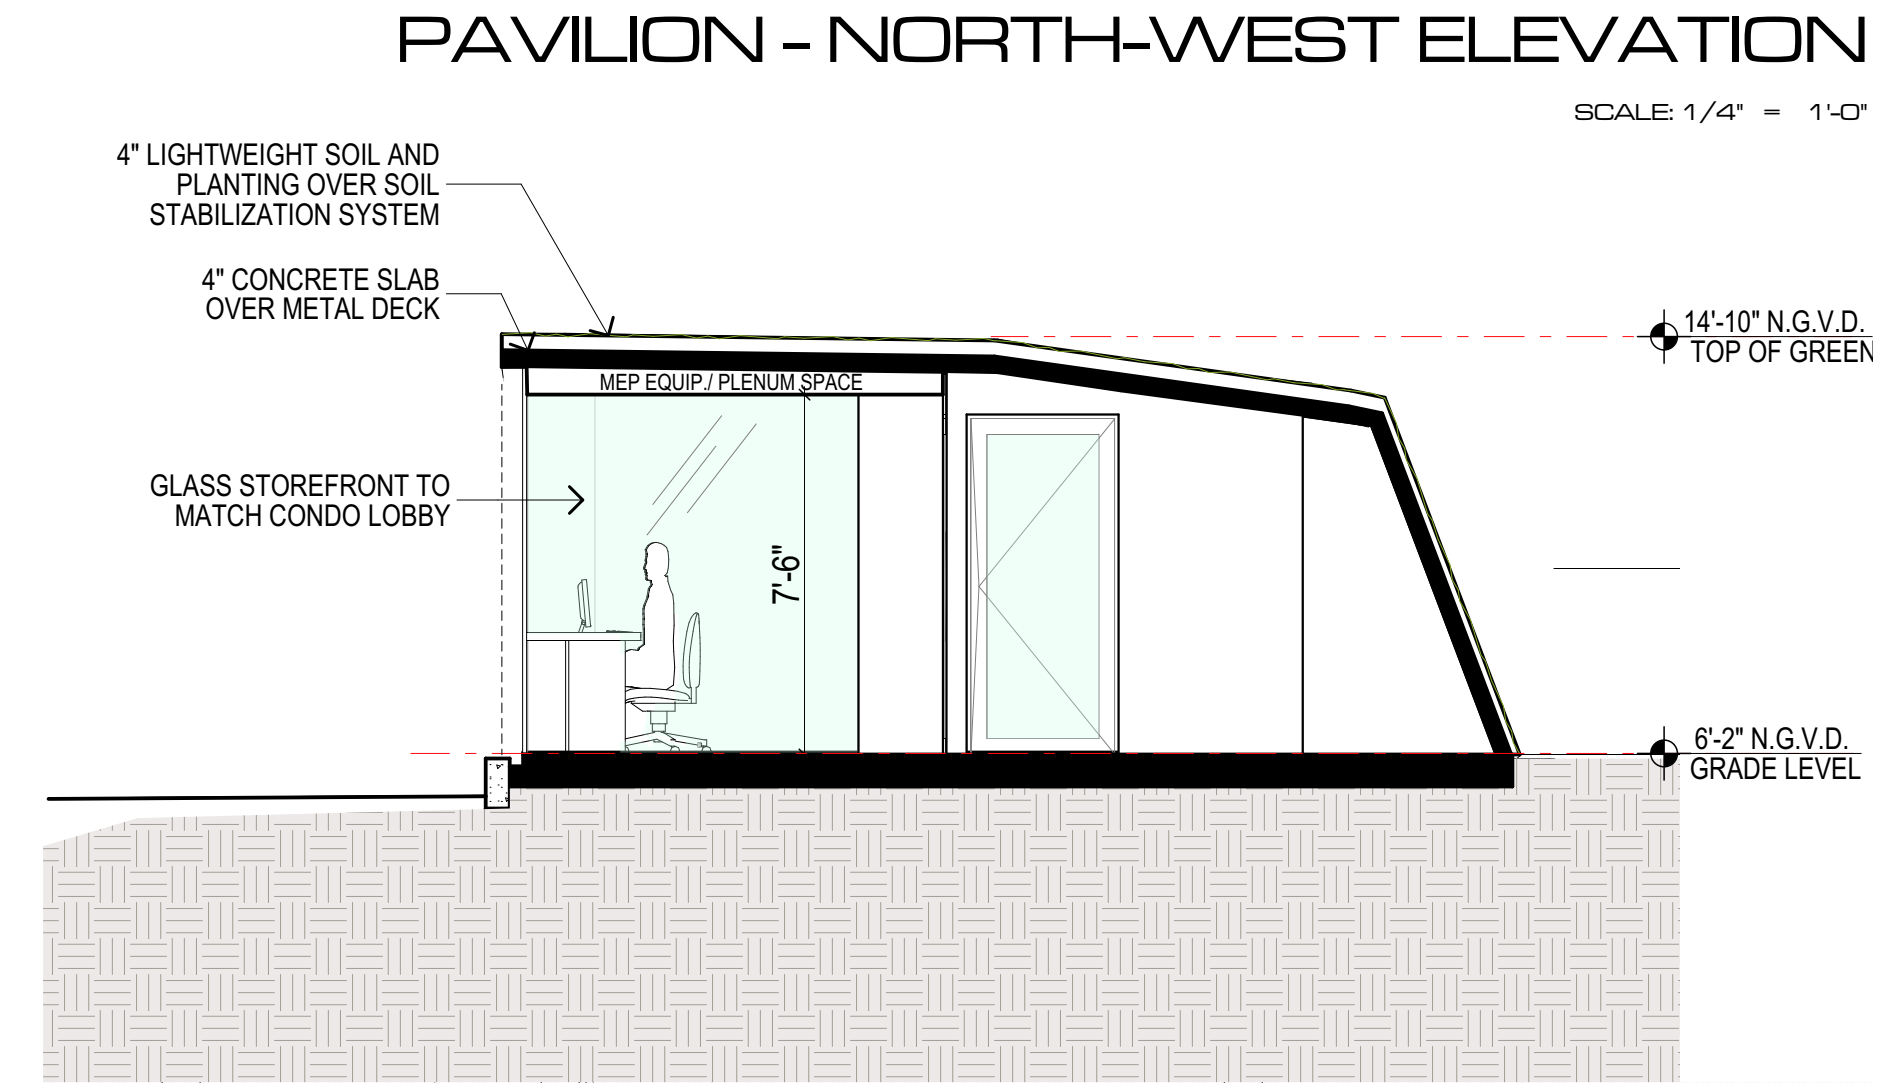 PAVILION - NORTH-WEST ELEVATION
SCALE: 1/4" = 1'-0"
4" LIGHTWEIGHT SOIL AND
PLANTING OVER SOIL
STABILIZATION SYSTEM
4" CONCRETE SLAB
OVER METAL DECK
14'-10" N.G.V.D.
TOP OF GREEN
MEP EQUIP./ PLENUM SPACE
GLASS STOREFRONT TO
MATCH CONDO LOBBY
7'-6"
6'-2" N.G.V.D.
GRADE LEVEL